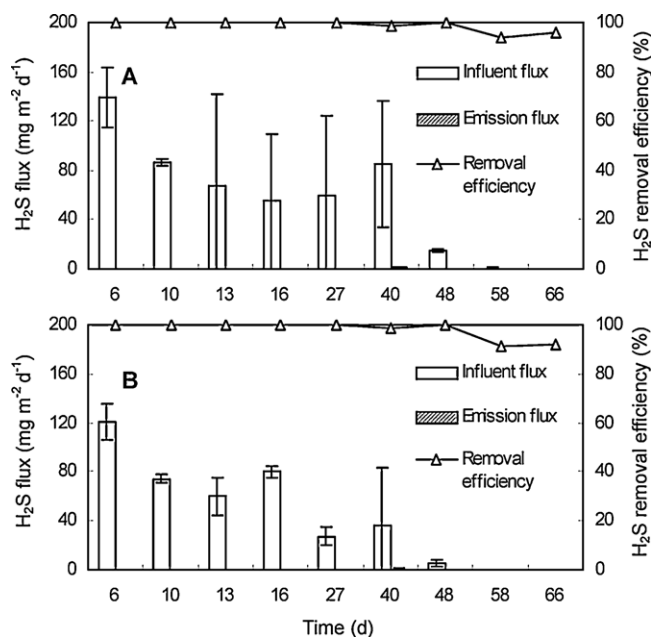 200
160
120
80
40
0
H₂S flux (mg m⁻² d⁻¹)
A
Influent flux
Emission flux
Removal
efficiency
100
80
60
40
20
0
H₂S removal efficiency (%)
6 10 13 16 27 40 48 58 66
200
160
120
80
40
0
H₂S flux (mg m⁻² d⁻¹)
B
Influent flux
Emission flux
Removal
efficiency
100
80
60
40
20
0
H₂S removal efficiency (%)
6 10 13 16 27 40 48 58 66
Time (d)